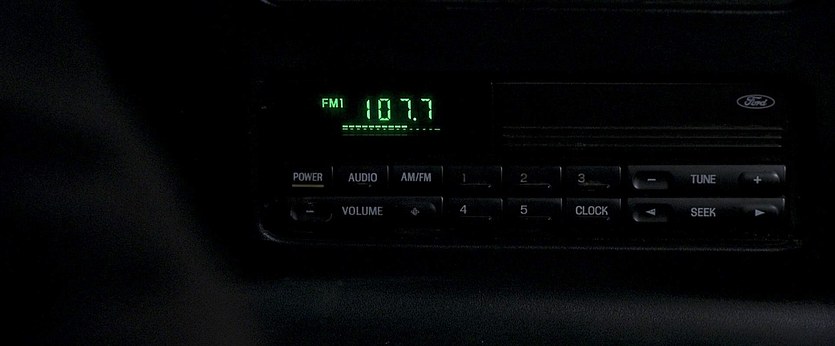 FM1 107.7
Ford
POWER AUDIO AM/FM 1 2 3 − TUNE +
− VOLUME 4 5 CLOCK ◄ SEEK ►